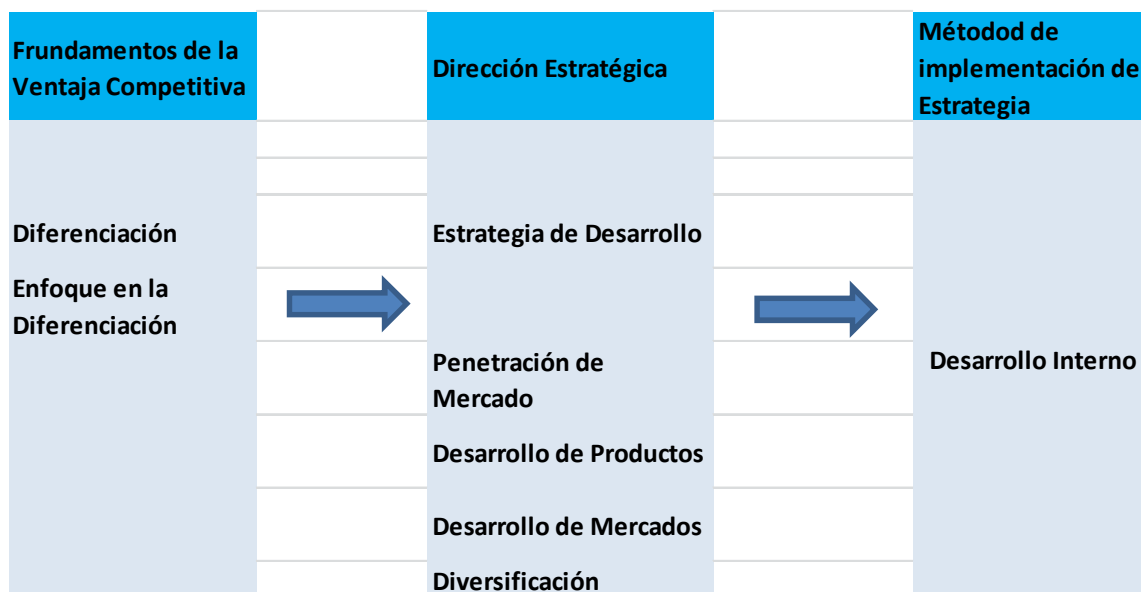 Frundamentos de la
Ventaja Competitiva
Dirección Estratégica
Métodod de
implementación de
Estrategia
Diferenciación
Enfoque en la
Diferenciación
Estrategia de Desarrollo
Penetración de
Mercado
Desarrollo de Productos
Desarrollo de Mercados
Diversificación
Desarrollo Interno